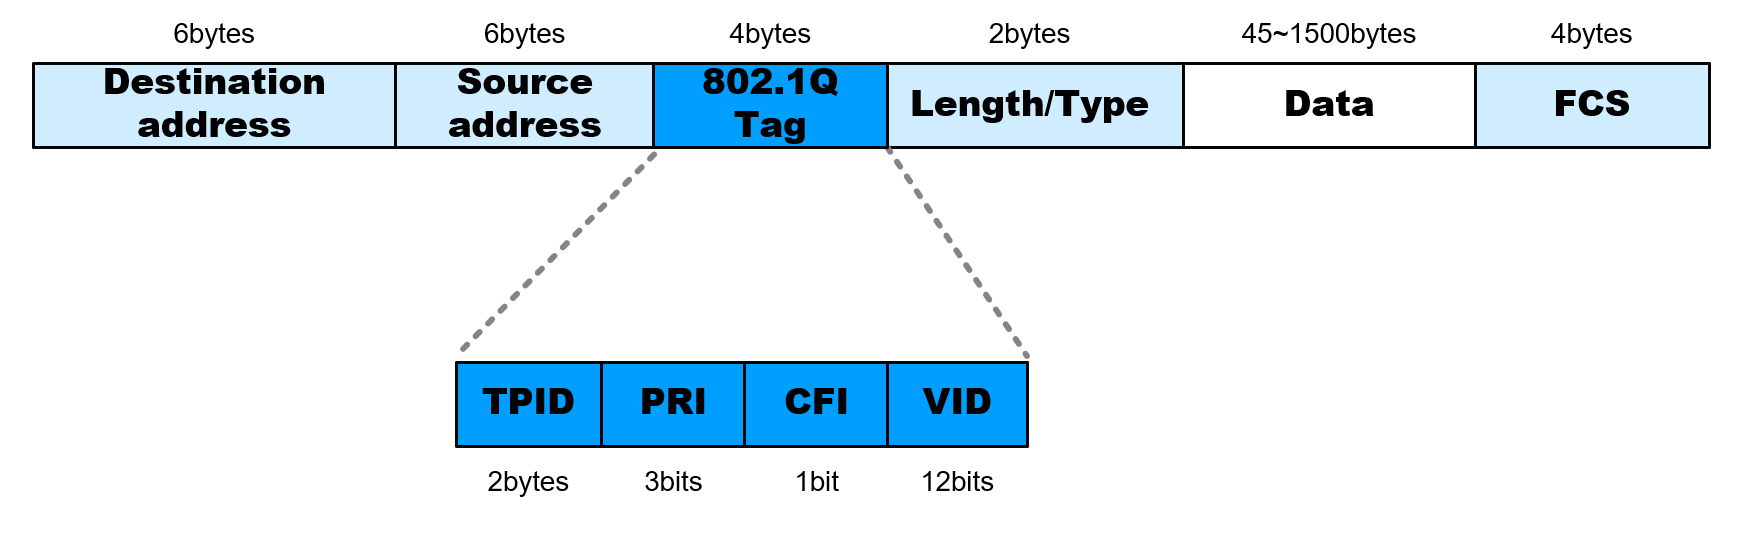 6bytes 6bytes 4bytes 2bytes 45~1500bytes 4bytes
Destination address
Source address
802.1Q Tag
Length/Type
Data
FCS
TPID PRI CFI VID
2bytes 3bits 1bit 12bits